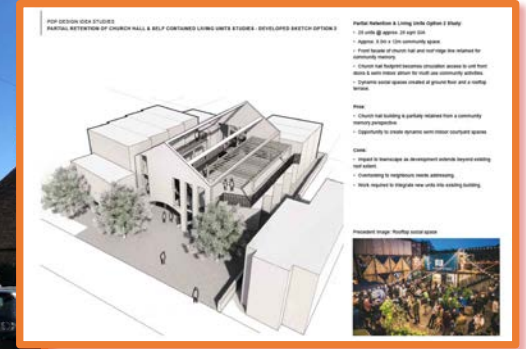 PDP DESIGN IDEA STUDIES
PARTIAL RETENTION OF CHURCH HALL & SELF CONTAINED LIVING UNITS STUDIES - DEVELOPED SKETCH OPTION 2
Partial Retention & Living Units Option 2 Study:
units @ approx. sqm GIA
Approx. x 12m community space.
Front facade of church hall and roof ridge line retained for
community memory.
Church hall footprint becomes circulation access to unit front
doors & semi indoor atrium for multi use community activities.
Dynamic social spaces created at ground floor and a rooftop
terrace.
Pros:
Church hall building is partially retained from a community
memory perspective
Opportunity to create dynamic semi indoor courtyard spaces
Cons:
Impact to townscape as development extends beyond existing
roof extent.
Overlooking to neighbours needs addressing.
Work required to integrate new units into existing building.
Precedent Image: Rooftop social space